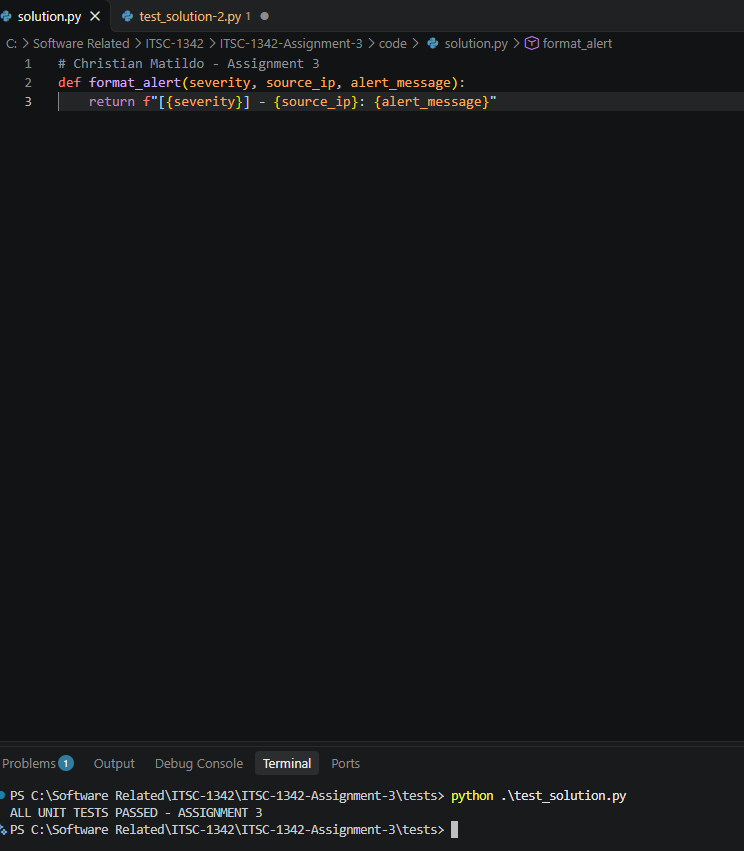 solution.py
test_solution-2.py 1
C: > Software Related > ITSC-1342 > ITSC-1342-Assignment-3 > code > solution.py > format_alert
1 # Christian Matildo - Assignment 3
2 def format_alert(severity, source_ip, alert_message):
3     return f"[{severity}] - {source_ip}: {alert_message}"
Problems 1 Output Debug Console Terminal Ports
PS C:\Software Related\ITSC-1342\ITSC-1342-Assignment-3\tests> python .\test_solution.py
ALL UNIT TESTS PASSED - ASSIGNMENT 3
PS C:\Software Related\ITSC-1342\ITSC-1342-Assignment-3\tests>